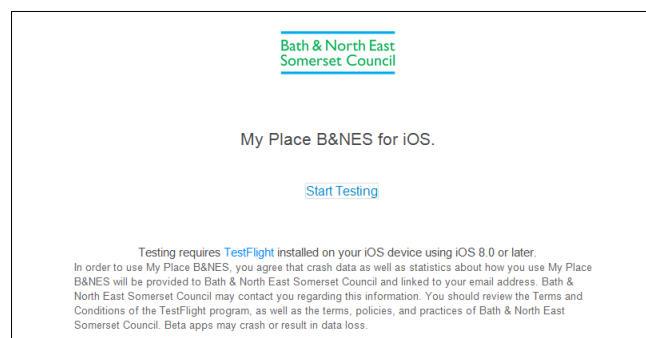 Bath & North East
Somerset Council
My Place B&NES for iOS.
Start Testing
Testing requires TestFlight installed on your iOS device using iOS 8.0 or later.
In order to use My Place B&NES, you agree that crash data as well as statistics about how you use My Place
B&NES will be provided to Bath & North East Somerset Council and linked to your email address. Bath &
North East Somerset Council may contact you regarding this information. You should review the Terms and
Conditions of the TestFlight program, as well as the terms, policies, and practices of Bath & North East
Somerset Council. Beta apps may crash or result in data loss.